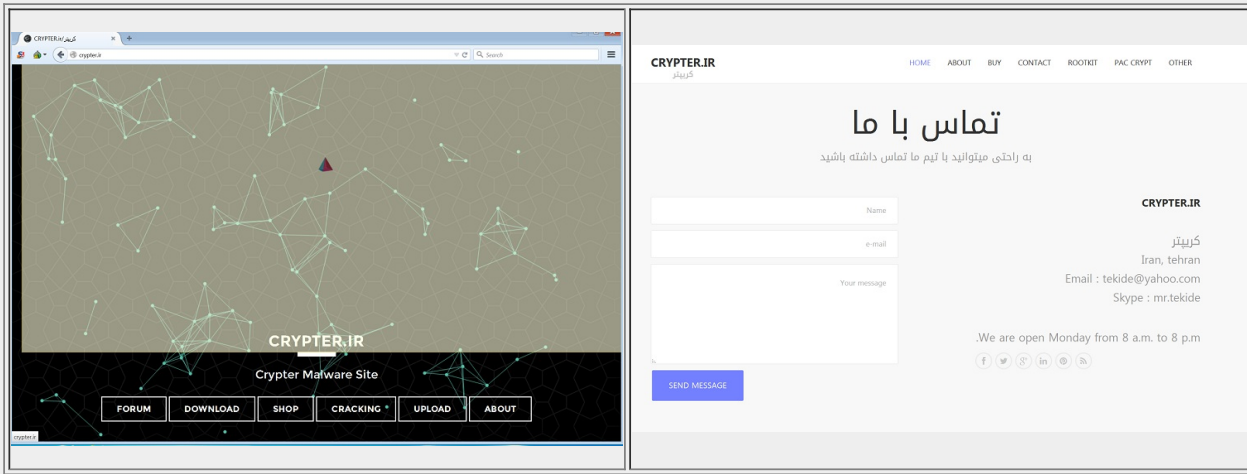 CRYPTER.ir/کریپتر
crypter.ir
Search
CRYPTER.IR
Crypter Malware Site
FORUM
DOWNLOAD
SHOP
CRACKING
UPLOAD
ABOUT
crypter.ir
CRYPTER.IR
کریپتر
HOME
ABOUT
BUY
CONTACT
ROOTKIT
PAC CRYPT
OTHER
تماس با ما
به راحتی میتوانید با تیم ما تماس داشته باشید
Name
e-mail
Your message
SEND MESSAGE
CRYPTER.IR
کریپتر
Iran, tehran
Email : tekide@yahoo.com
Skype : mr.tekide
.We are open Monday from 8 a.m. to 8 p.m